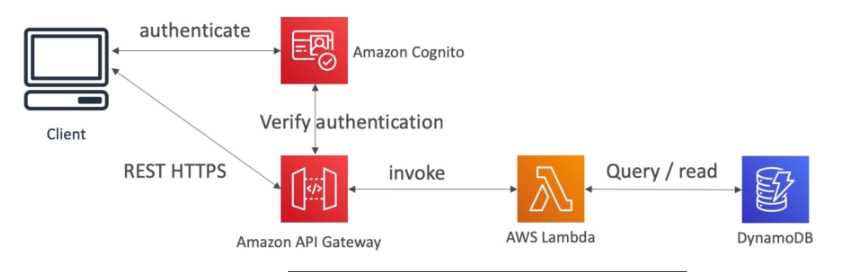 authenticate
Amazon Cognito
Client
Verify authentication
REST HTTPS
invoke
Query / read
Amazon API Gateway
AWS Lambda
DynamoDB